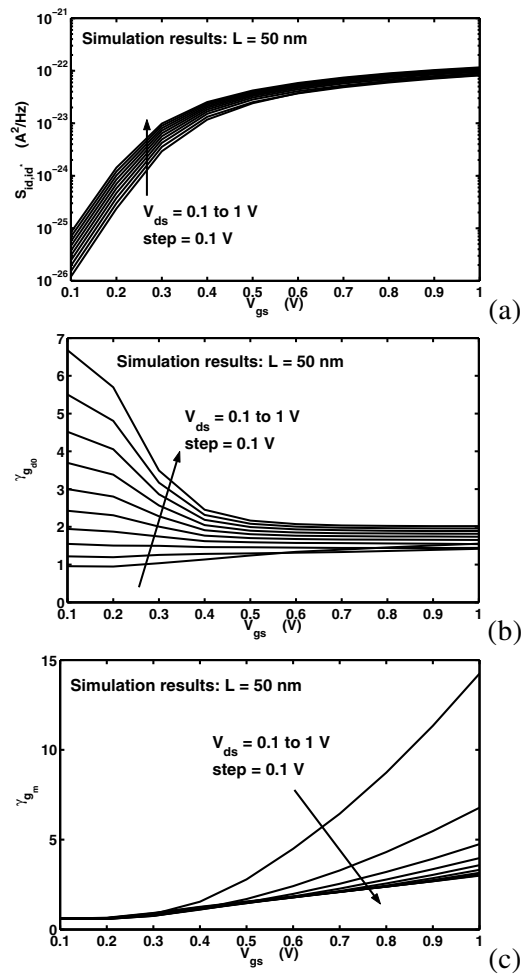 10^-21
Simulation results: L = 50 nm
10^-22
10^-23
10^-24
10^-25
10^-26
S_id,id* (A^2/Hz)
V_ds = 0.1 to 1 V
step = 0.1 V
0.1 0.2 0.3 0.4 0.5 0.6 0.7 0.8 0.9 1
V_gs (V)
(a)
7
Simulation results: L = 50 nm
6
5
4
3
2
1
0
γ_g_d0
V_ds = 0.1 to 1 V
step = 0.1 V
0.1 0.2 0.3 0.4 0.5 0.6 0.7 0.8 0.9 1
V_gs (V)
(b)
15
Simulation results: L = 50 nm
10
5
0
γ_g_m
V_ds = 0.1 to 1 V
step = 0.1 V
0.1 0.2 0.3 0.4 0.5 0.6 0.7 0.8 0.9 1
V_gs (V)
(c)